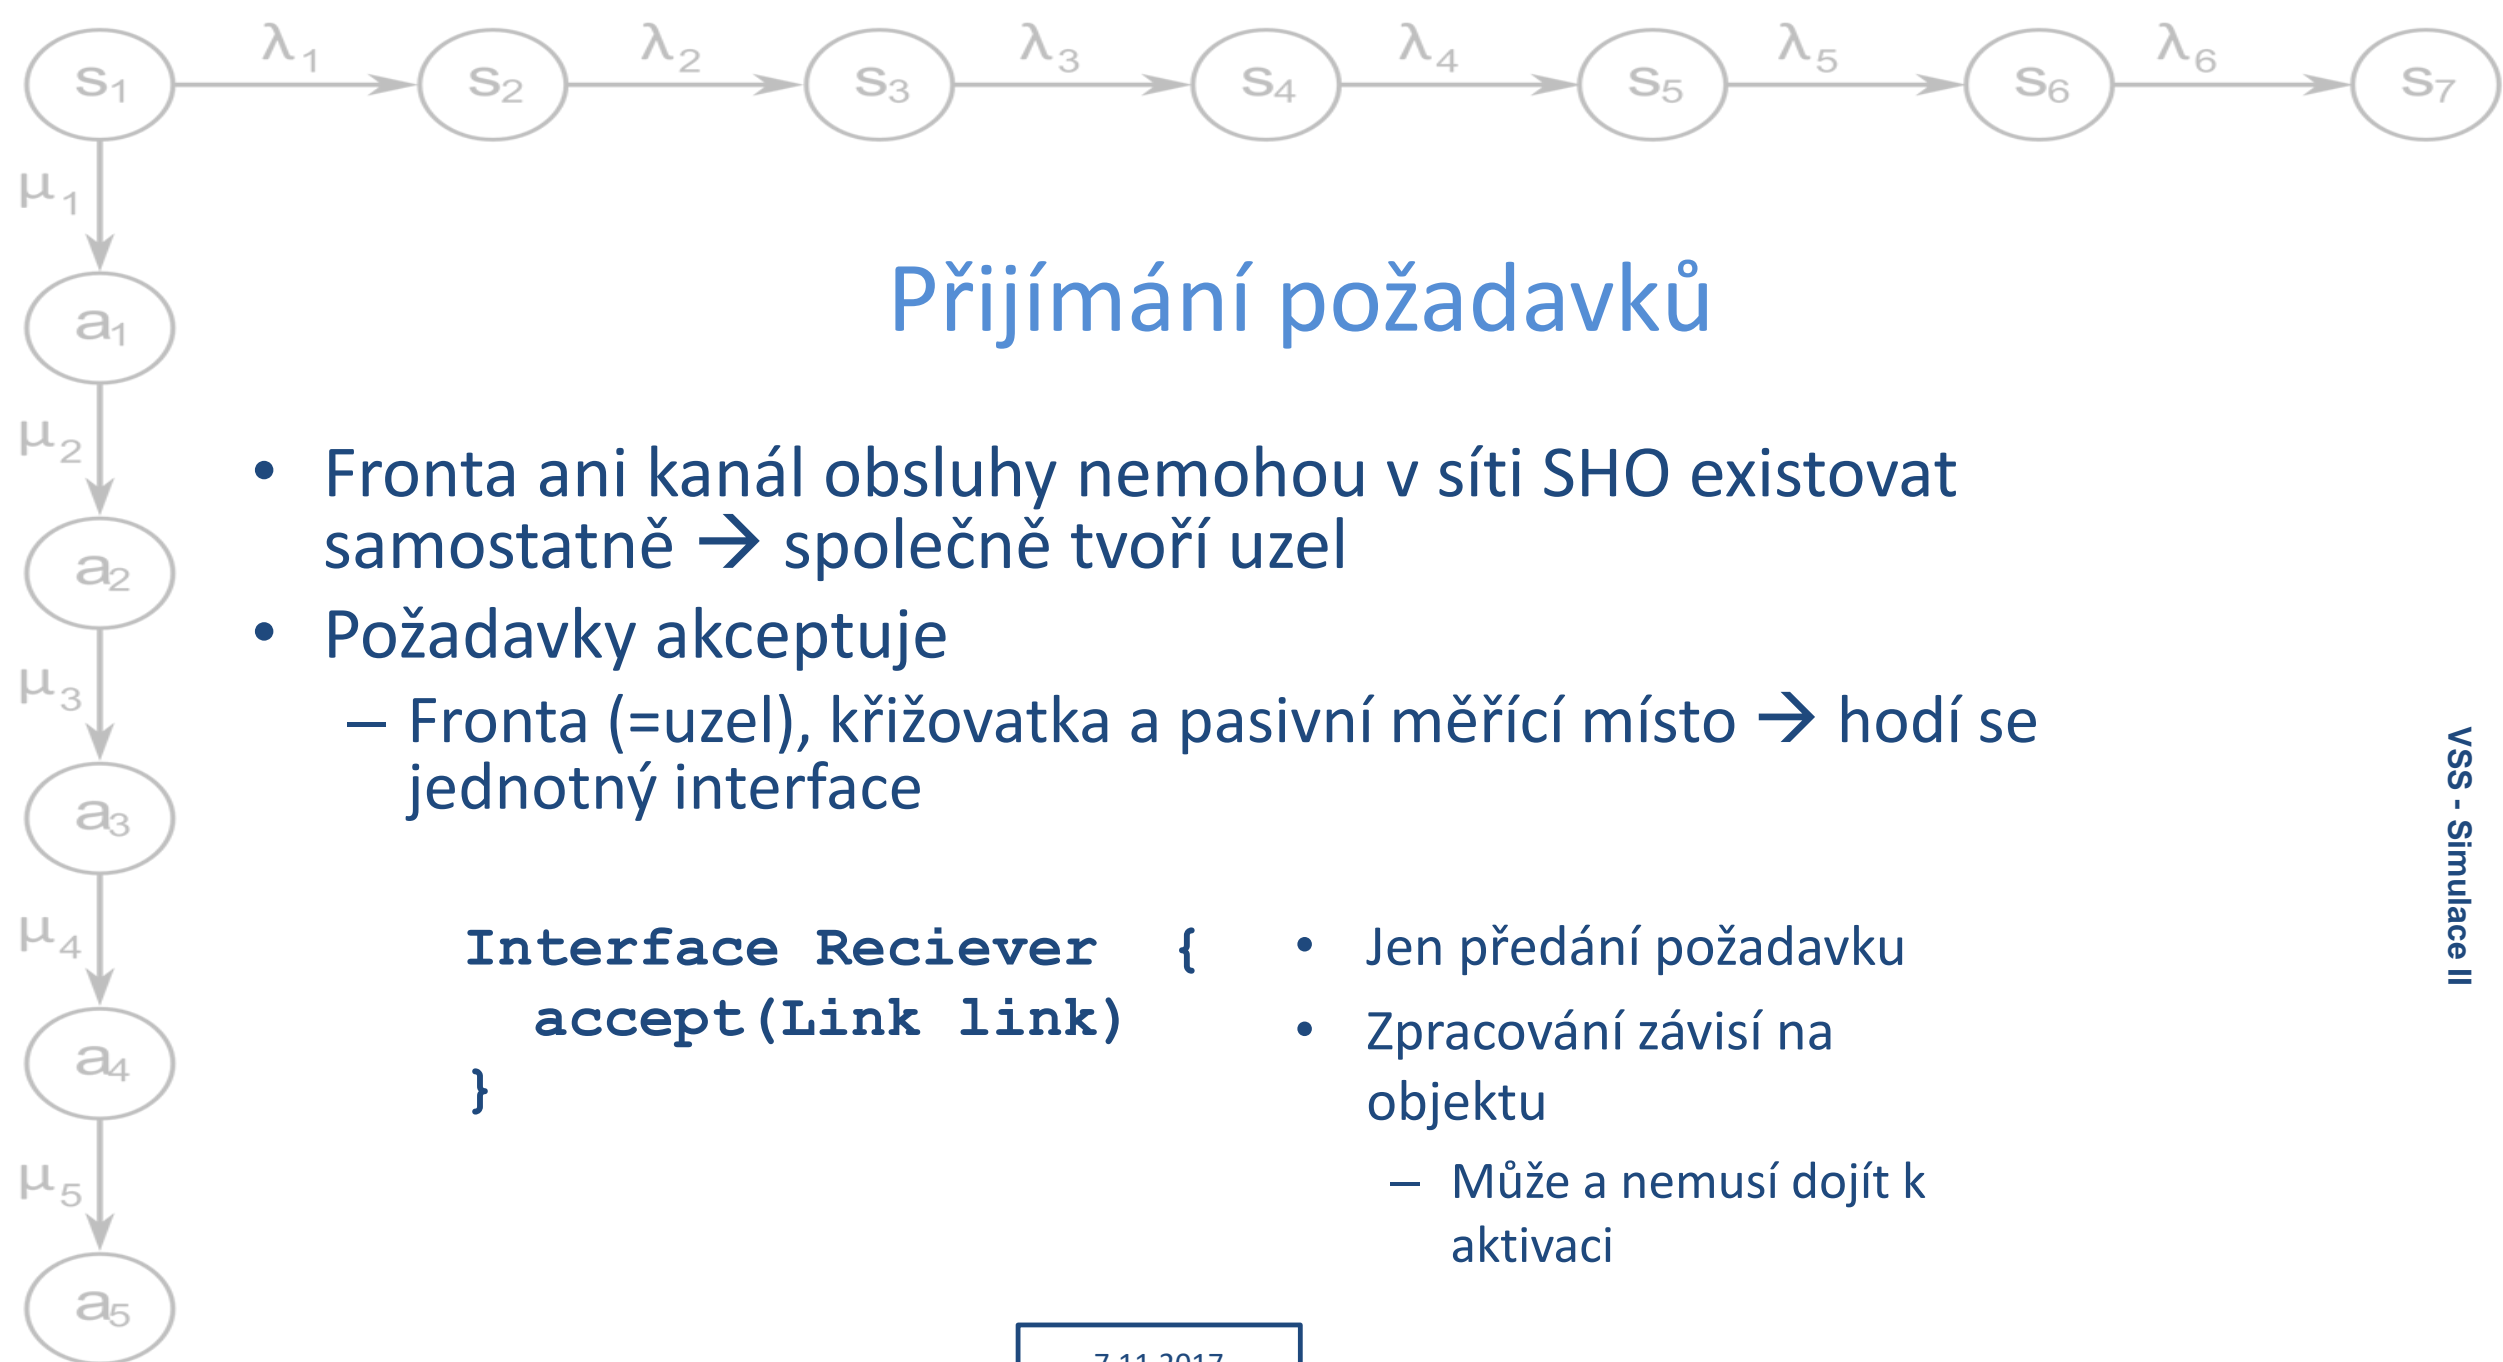 s1 λ1 s2 λ2 s3 λ3 s4 λ4 s5 λ5 s6 λ6 s7
μ1
a1
μ2
a2
μ3
a3
μ4
a4
μ5
a5
Přijímání požadavků
• Fronta ani kanál obsluhy nemohou v síti SHO existovat
samostatně → společně tvoří uzel
• Požadavky akceptuje
– Fronta (=uzel), křižovatka a pasivní měřící místo → hodí se
jednotný interface
Interface Reciever {
accept(Link link)
}
• Jen předání požadavku
• Zpracování závisí na
objektu
– Může a nemusí dojít k
aktivaci
VSS - Simulace II
7.11.2017